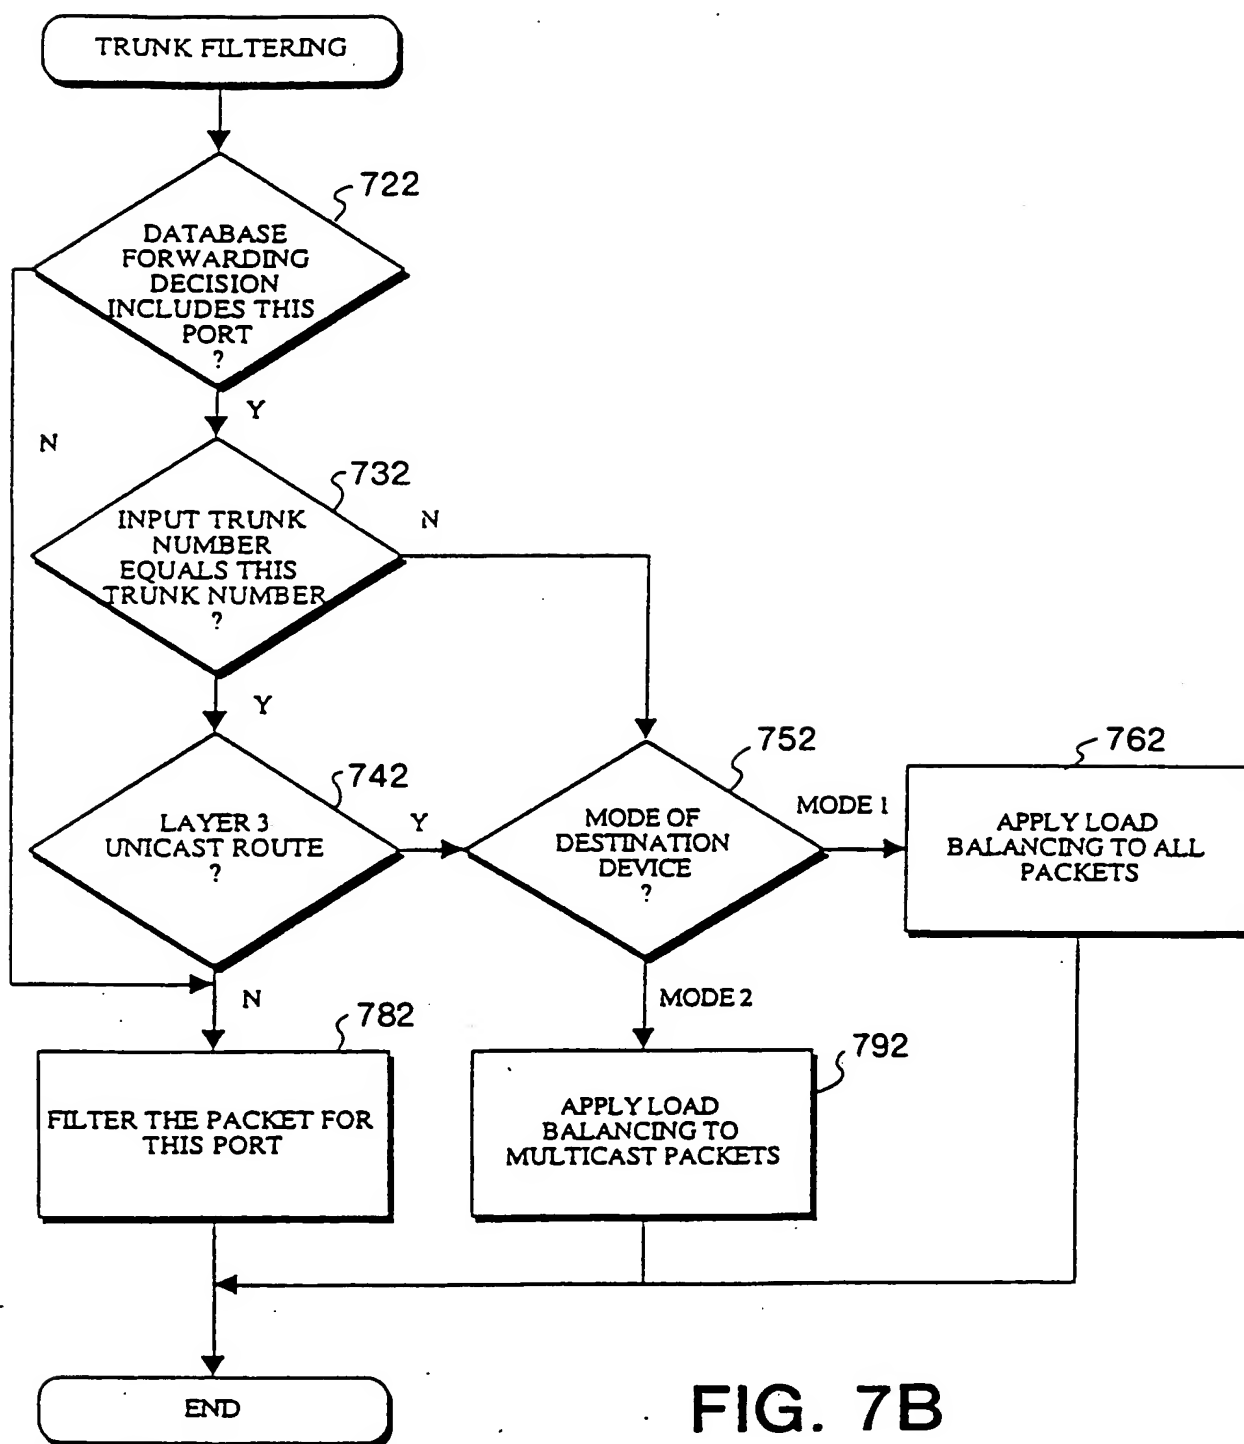 TRUNK FILTERING
722
DATABASE
FORWARDING
DECISION
INCLUDES THIS
PORT
?
Y
N
732
INPUT TRUNK
NUMBER
EQUALS THIS
TRUNK NUMBER
?
N
Y
742
LAYER 3
UNICAST ROUTE
?
Y
752
MODE OF
DESTINATION
DEVICE
?
MODE 1
762
APPLY LOAD
BALANCING TO ALL
PACKETS
N
MODE 2
782
FILTER THE PACKET FOR
THIS PORT
792
APPLY LOAD
BALANCING TO
MULTICAST PACKETS
END
FIG. 7B